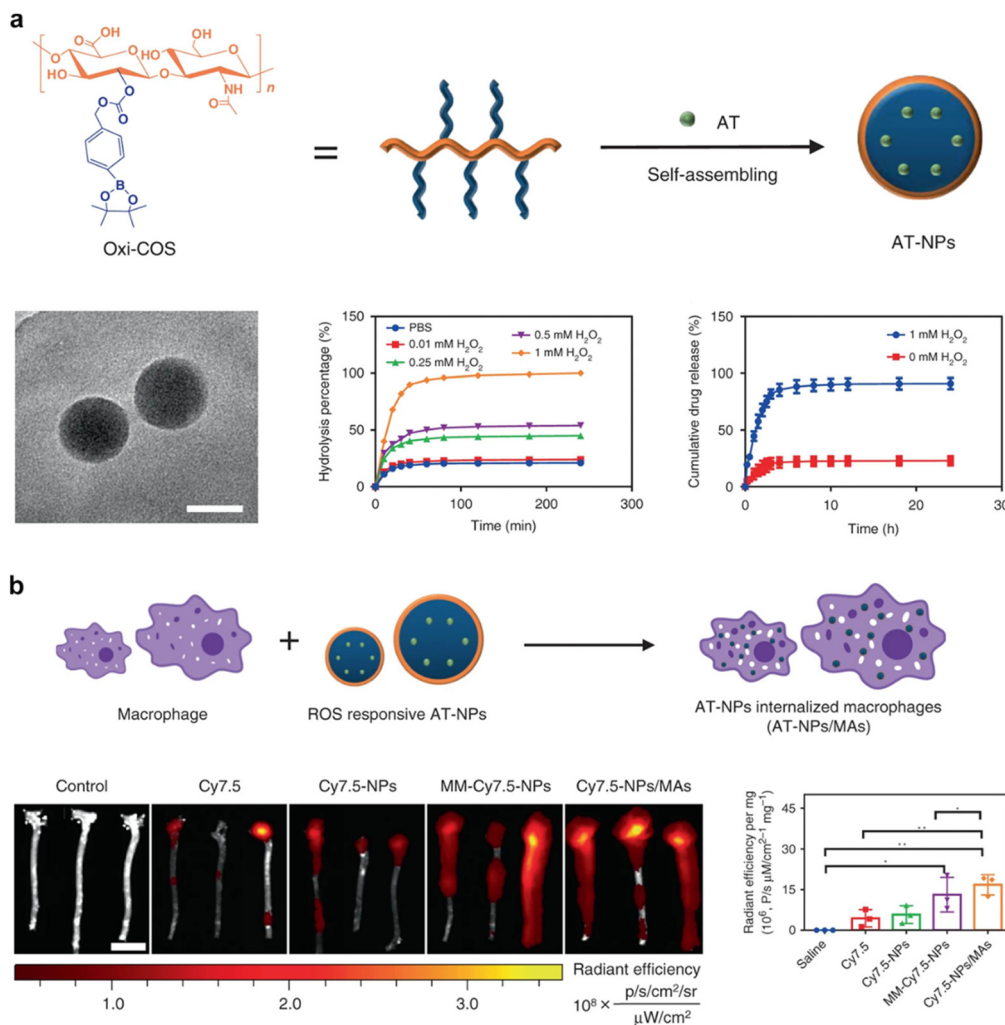 a
OH
O
OH
HO
O
O
HO
O
O
HO
O
O
NH
n
O
O
O
O
B
O
O
Oxi-COS
=
AT
Self-assembling
AT-NPs
Hydrolysis percentage (%)
150
100
50
0
0
100
200
300
Time (min)
PBS
0.01 mM H₂O₂
0.25 mM H₂O₂
0.5 mM H₂O₂
1 mM H₂O₂
Cumulative drug release (%)
150
100
50
0
0
10
20
30
Time (h)
1 mM H₂O₂
0 mM H₂O₂
b
+
Macrophage
ROS responsive AT-NPs
AT-NPs internalized macrophages
(AT-NPs/MAs)
Control
Cy7.5
Cy7.5-NPs
MM-Cy7.5-NPs
Cy7.5-NPs/MAs
1.0
2.0
3.0
Radiant efficiency
10⁸ × p/s/cm²/sr
µW/cm²
Radiant efficiency per mg
(10⁶, P/s µM/cm²⁻¹ mg⁻¹)
45
30
15
0
*
**
**
*
Saline
Cy7.5
Cy7.5-NPs
MM-Cy7.5-NPs
Cy7.5-NPs/MAs